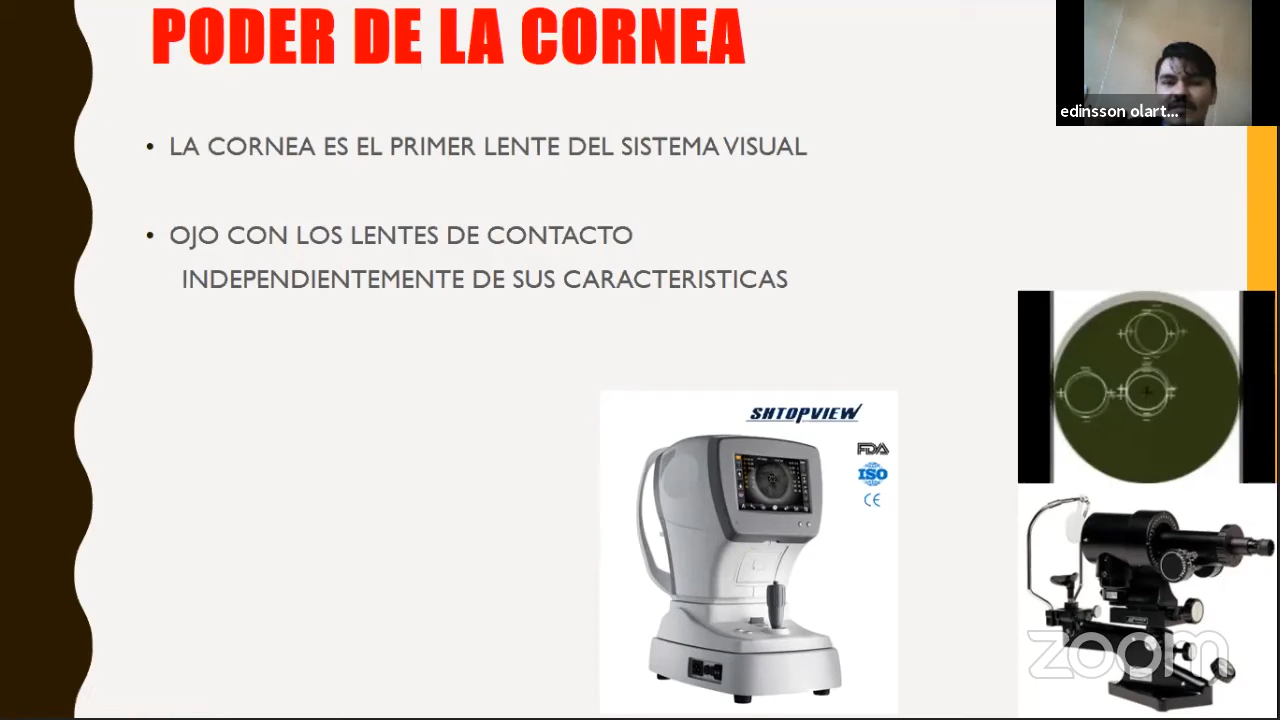 PODER DE LA CORNEA
edinsson olart...
• LA CORNEA ES EL PRIMER LENTE DEL SISTEMA VISUAL
• OJO CON LOS LENTES DE CONTACTO
INDEPENDIENTEMENTE DE SUS CARACTERISTICAS
SHTOPVIEW
FDA
ISO
CE
zoom